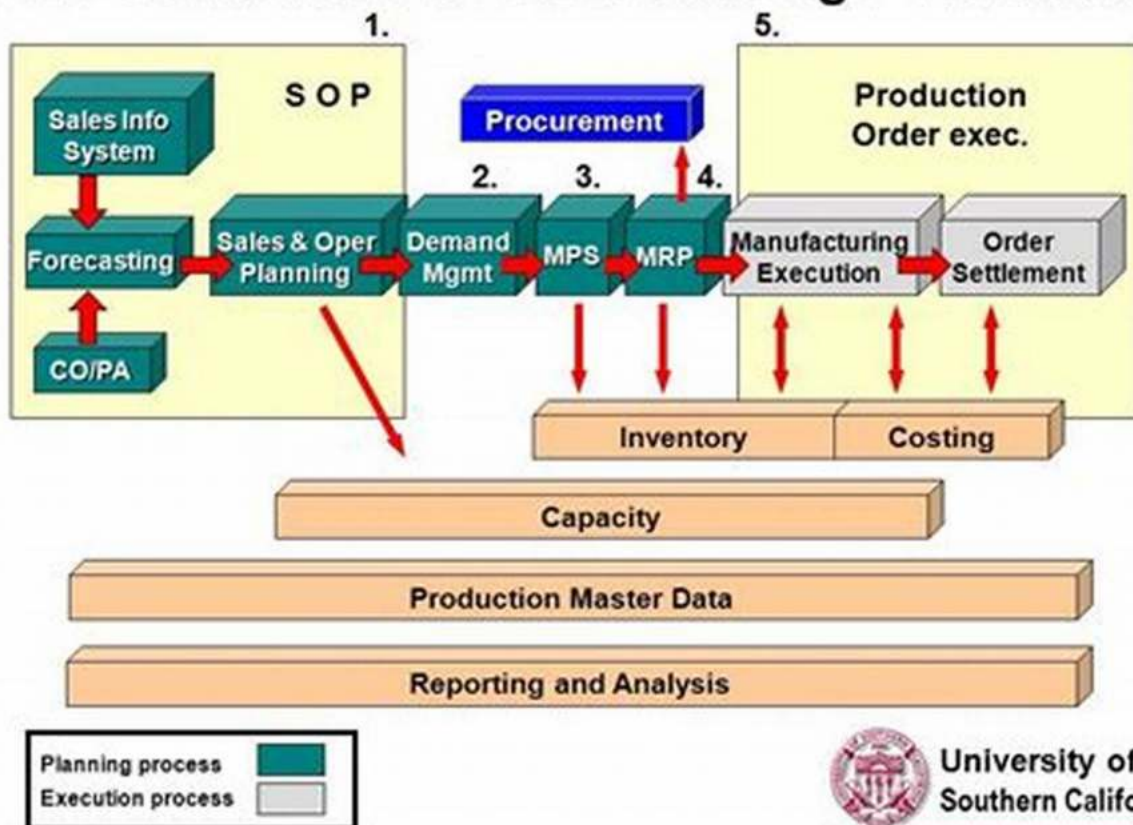 1.
5.
S O P
Sales Info
System
Procurement
Production
Order exec.
2.
3.
4.
Forecasting
Sales & Oper
Planning
Demand
Mgmt
MPS
MRP
Manufacturing
Execution
Order
Settlement
CO/PA
Inventory
Costing
Capacity
Production Master Data
Reporting and Analysis
Planning process
Execution process
University of
Southern Califo